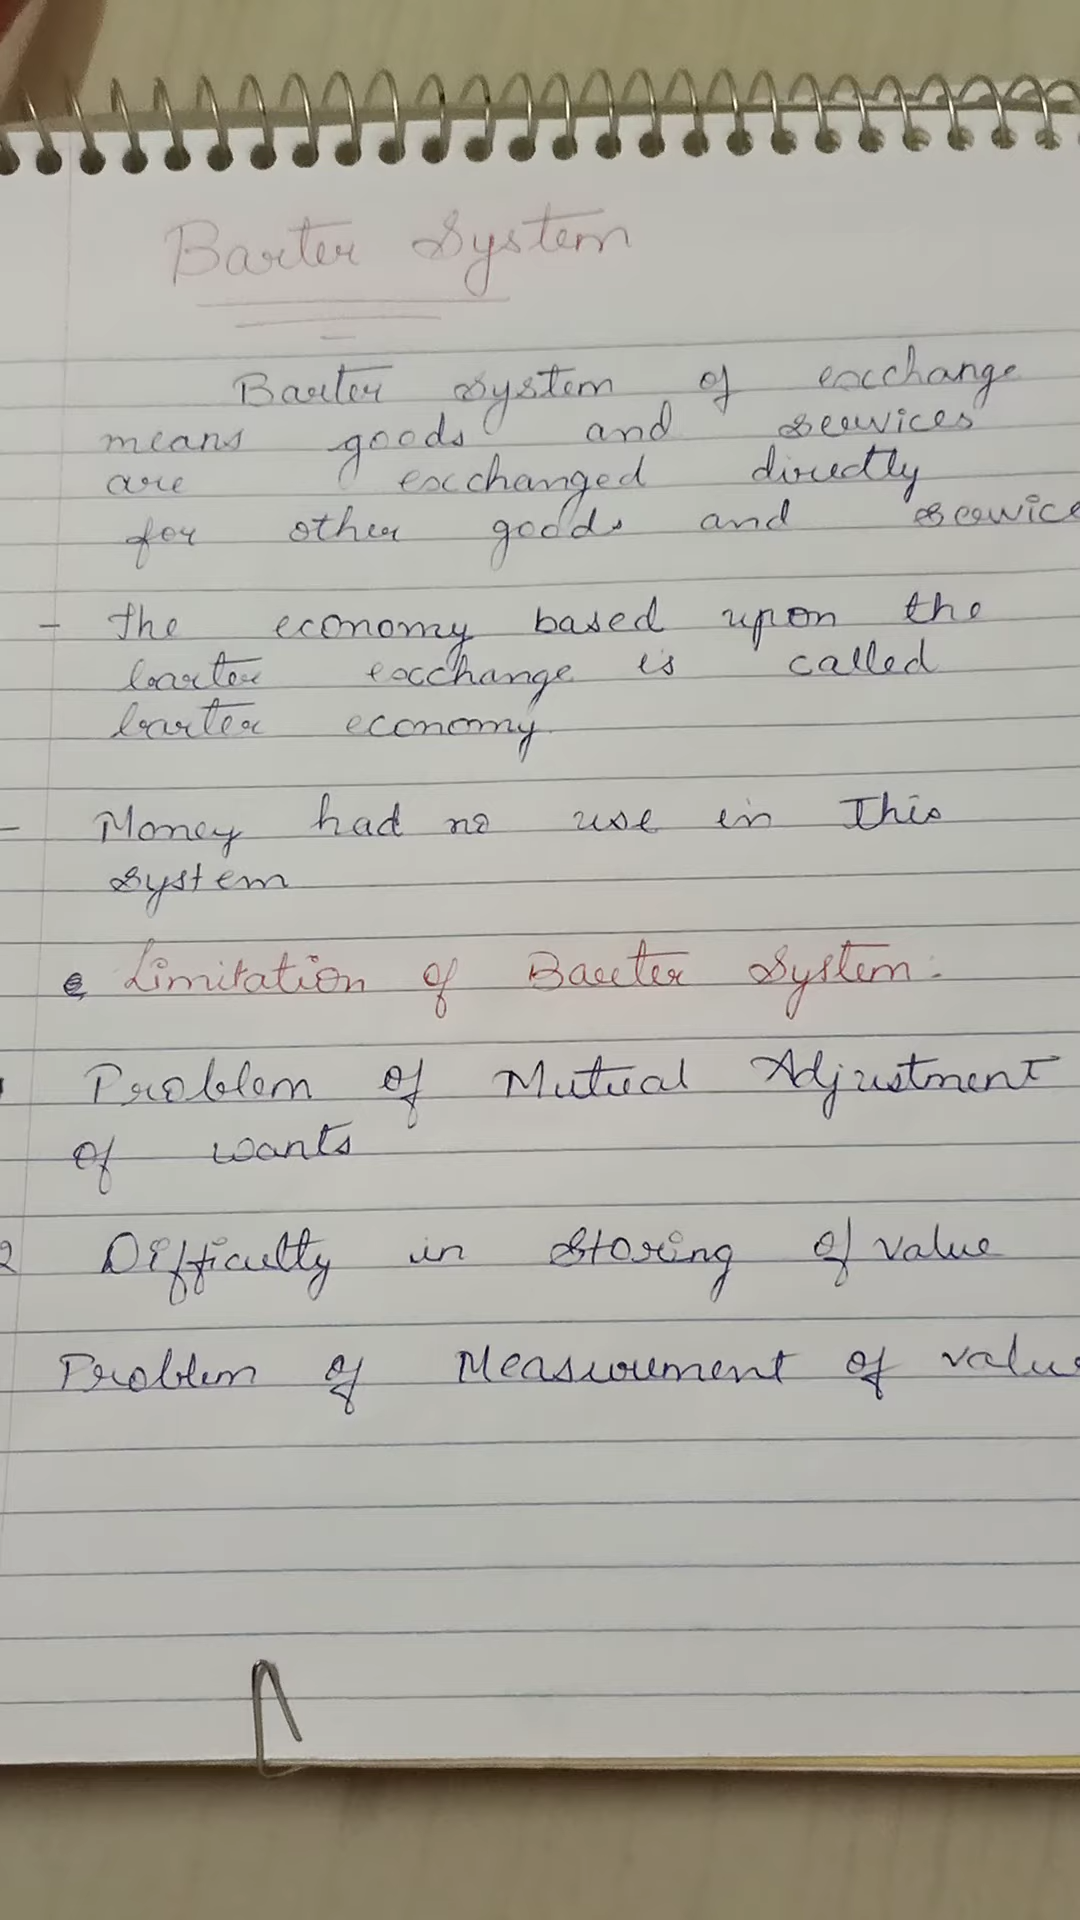 Barter System
Barter system of exchange
means goods and services
are exchanged directly
for other goods and service
- The economy based upon the
barter exchange is called
barter economy
- Money had no use in This
system
Limitation of Barter System.
Problem of Mutual Adjustment
of wants
2 Difficulty in Storing of value
Problem of Measurement of value